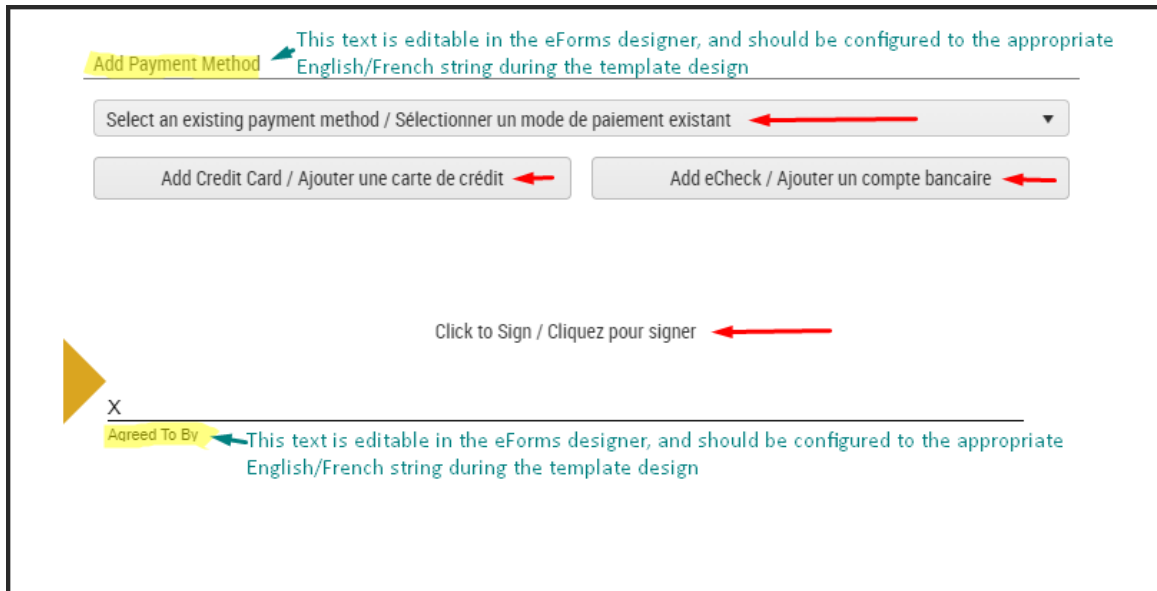 This text is editable in the eForms designer, and should be configured to the appropriate
Add Payment Method English/French string during the template design
Select an existing payment method / Sélectionner un mode de paiement existant
Add Credit Card / Ajouter une carte de crédit Add eCheck / Ajouter un compte bancaire
Click to Sign / Cliquez pour signer
X
Agreed To By This text is editable in the eForms designer, and should be configured to the appropriate
English/French string during the template design